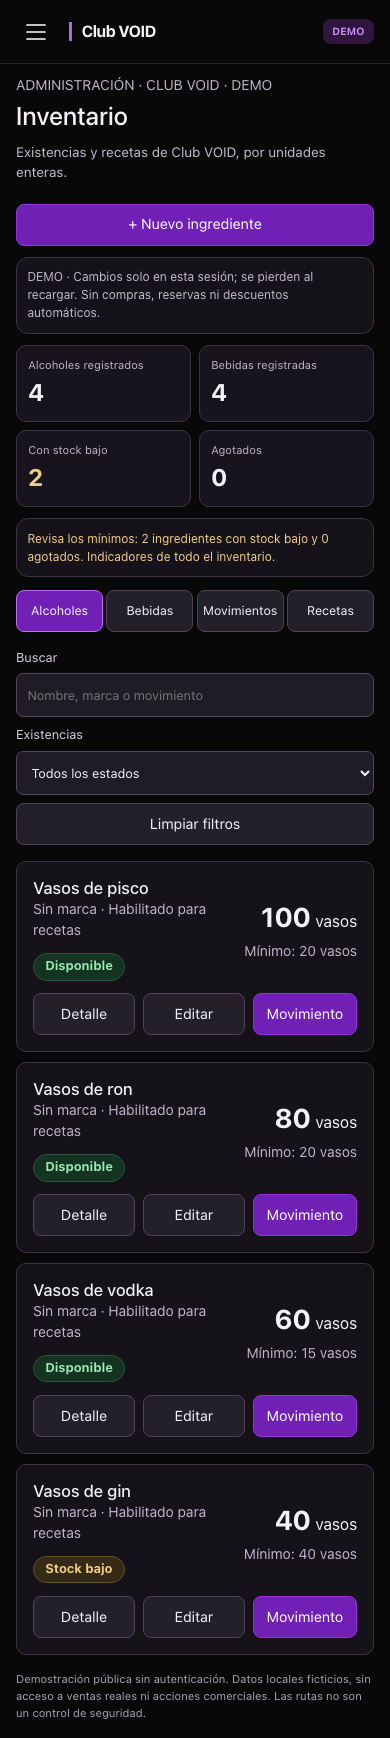 Club VOID
DEMO
ADMINISTRACIÓN · CLUB VOID · DEMO
Inventario
Existencias y recetas de Club VOID, por unidades
enteras.
+ Nuevo ingrediente
DEMO · Cambios solo en esta sesión; se pierden al
recargar. Sin compras, reservas ni descuentos
automáticos.
Alcoholes registrados
4
Bebidas registradas
4
Con stock bajo
2
Agotados
0
Revisa los mínimos: 2 ingredientes con stock bajo y 0
agotados. Indicadores de todo el inventario.
Alcoholes
Bebidas
Movimientos
Recetas
Buscar
Nombre, marca o movimiento
Existencias
Todos los estados
Limpiar filtros
Vasos de pisco
Sin marca · Habilitado para
recetas
Disponible
100 vasos
Mínimo: 20 vasos
Detalle
Editar
Movimiento
Vasos de ron
Sin marca · Habilitado para
recetas
Disponible
80 vasos
Mínimo: 20 vasos
Detalle
Editar
Movimiento
Vasos de vodka
Sin marca · Habilitado para
recetas
Disponible
60 vasos
Mínimo: 15 vasos
Detalle
Editar
Movimiento
Vasos de gin
Sin marca · Habilitado para
recetas
Stock bajo
40 vasos
Mínimo: 40 vasos
Detalle
Editar
Movimiento
Demostración pública sin autenticación. Datos locales ficticios, sin
acceso a ventas reales ni acciones comerciales. Las rutas no son
un control de seguridad.